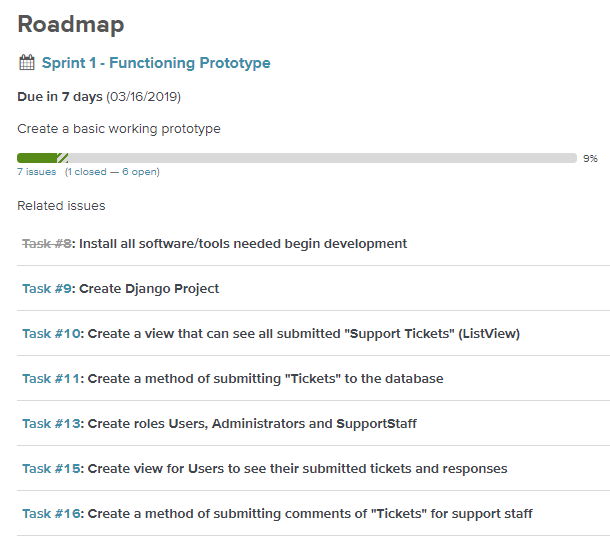 Roadmap
Sprint 1 - Functioning Prototype
Due in 7 days (03/16/2019)
Create a basic working prototype
9%
7 issues (1 closed — 6 open)
Related issues
Task #8: Install all software/tools needed begin development
Task #9: Create Django Project
Task #10: Create a view that can see all submitted "Support Tickets" (ListView)
Task #11: Create a method of submitting "Tickets" to the database
Task #13: Create roles Users, Administrators and SupportStaff
Task #15: Create view for Users to see their submitted tickets and responses
Task #16: Create a method of submitting comments of "Tickets" for support staff